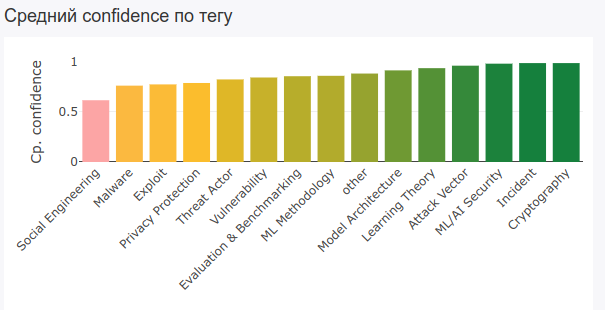 Средний confidence по тегу
Ср. confidence
1
0.5
0
Social Engineering
Malware
Exploit
Privacy Protection
Threat Actor
Vulnerability
Evaluation & Benchmarking
ML Methodology
other
Model Architecture
Learning Theory
Attack Vector
ML/AI Security
Incident
Cryptography